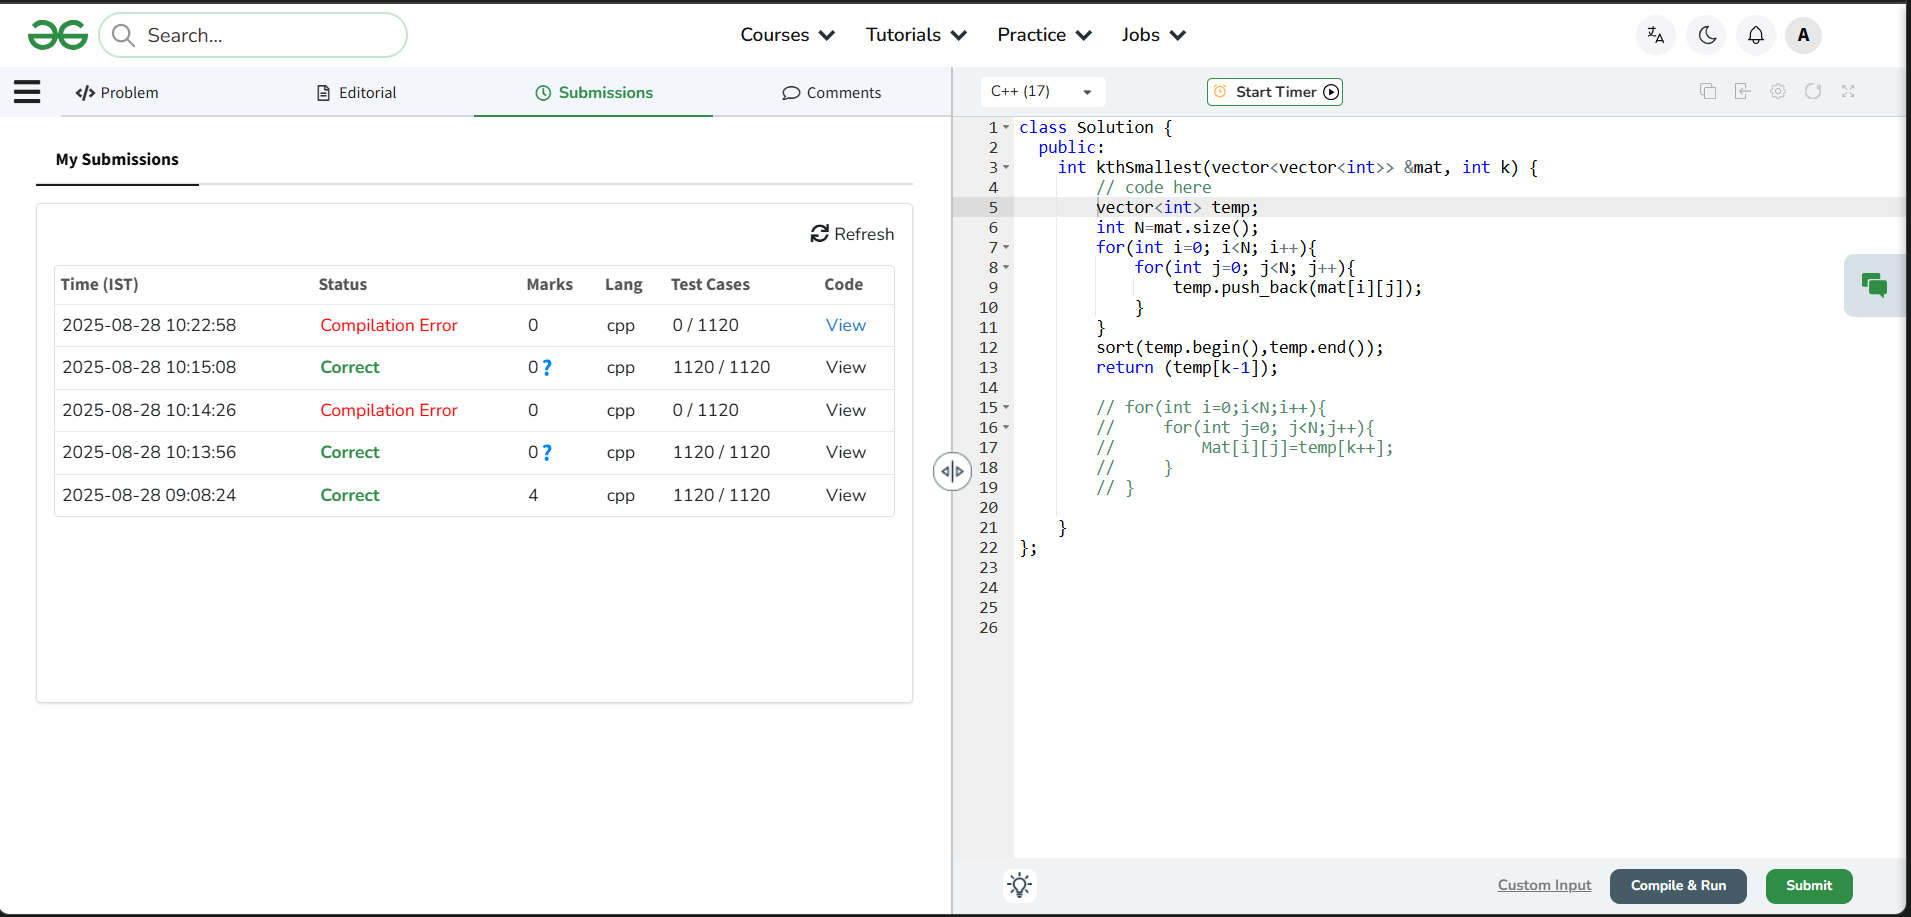 Search...
Courses Tutorials Practice Jobs
A
Problem Editorial Submissions Comments
My Submissions
Refresh
Time (IST) Status Marks Lang Test Cases Code
2025-08-28 10:22:58 Compilation Error 0 cpp 0 / 1120 View
2025-08-28 10:15:08 Correct 0 ? cpp 1120 / 1120 View
2025-08-28 10:14:26 Compilation Error 0 cpp 0 / 1120 View
2025-08-28 10:13:56 Correct 0 ? cpp 1120 / 1120 View
2025-08-28 09:08:24 Correct 4 cpp 1120 / 1120 View
C++ (17) Start Timer
1 class Solution {
2 public:
3 int kthSmallest(vector<vector<int>> &mat, int k) {
4 // code here
5 vector<int> temp;
6 int N=mat.size();
7 for(int i=0; i<N; i++){
8 for(int j=0; j<N; j++){
9 temp.push_back(mat[i][j]);
10 }
11 }
12 sort(temp.begin(),temp.end());
13 return (temp[k-1]);
14
15 // for(int i=0;i<N;i++){
16 // for(int j=0; j<N;j++){
17 // Mat[i][j]=temp[k++];
18 // }
19 // }
20
21 }
22 };
23
24
25
26
Custom Input Compile & Run Submit